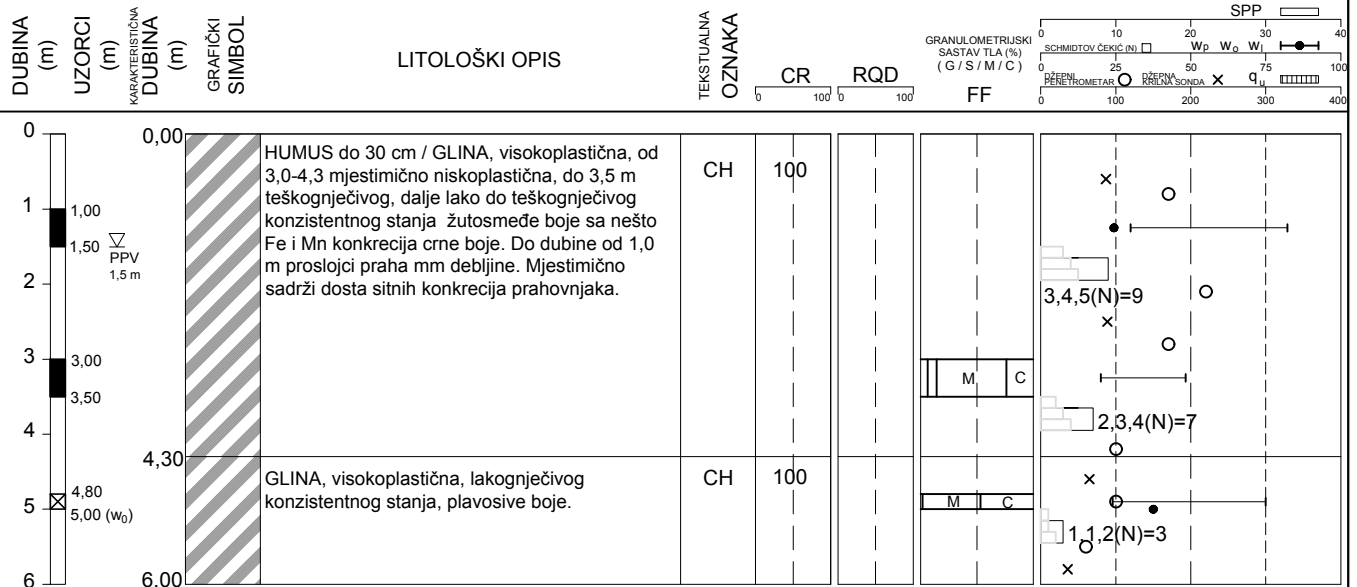 DUBINA
(m)
UZORCI
(m)
KARAKTERISTIČNA
DUBINA
(m)
GRAFIČKI
SIMBOL
LITOLOŠKI OPIS
TEKSTUALNA
OZNAKA
CR
0 100
RQD
0 100
GRANULOMETRIJSKI
SASTAV TLA (%)
( G / S / M / C )
FF
SPP
0 10 20 30 40
SCHMIDTOV ČEKIĆ (N) wP wo wl
0 25 50 75 100
DŽEPNI
PENETROMETAR
DŽEPNA
KRILNA SONDA
qu
0 100 200 300 400
0
1
2
3
4
5
6
1,00
1,50
PPV
1,5 m
3,00
3,50
4,80
5,00 (w0)
0,00
4,30
6,00
HUMUS do 30 cm / GLINA, visokoplastična, od
3,0-4,3 mjestimično niskoplastična, do 3,5 m
teškognječivog, dalje lako do teškognječivog
konzistentnog stanja žutosmeđe boje sa nešto
Fe i Mn konkrecija crne boje. Do dubine od 1,0
m proslojci praha mm debljine. Mjestimično
sadrži dosta sitnih konkrecija prahovnjaka.
CH
100
3,4,5(N)=9
M C
2,3,4(N)=7
GLINA, visokoplastična, lakognječivog
konzistentnog stanja, plavosive boje.
CH
100
M C
1,1,2(N)=3